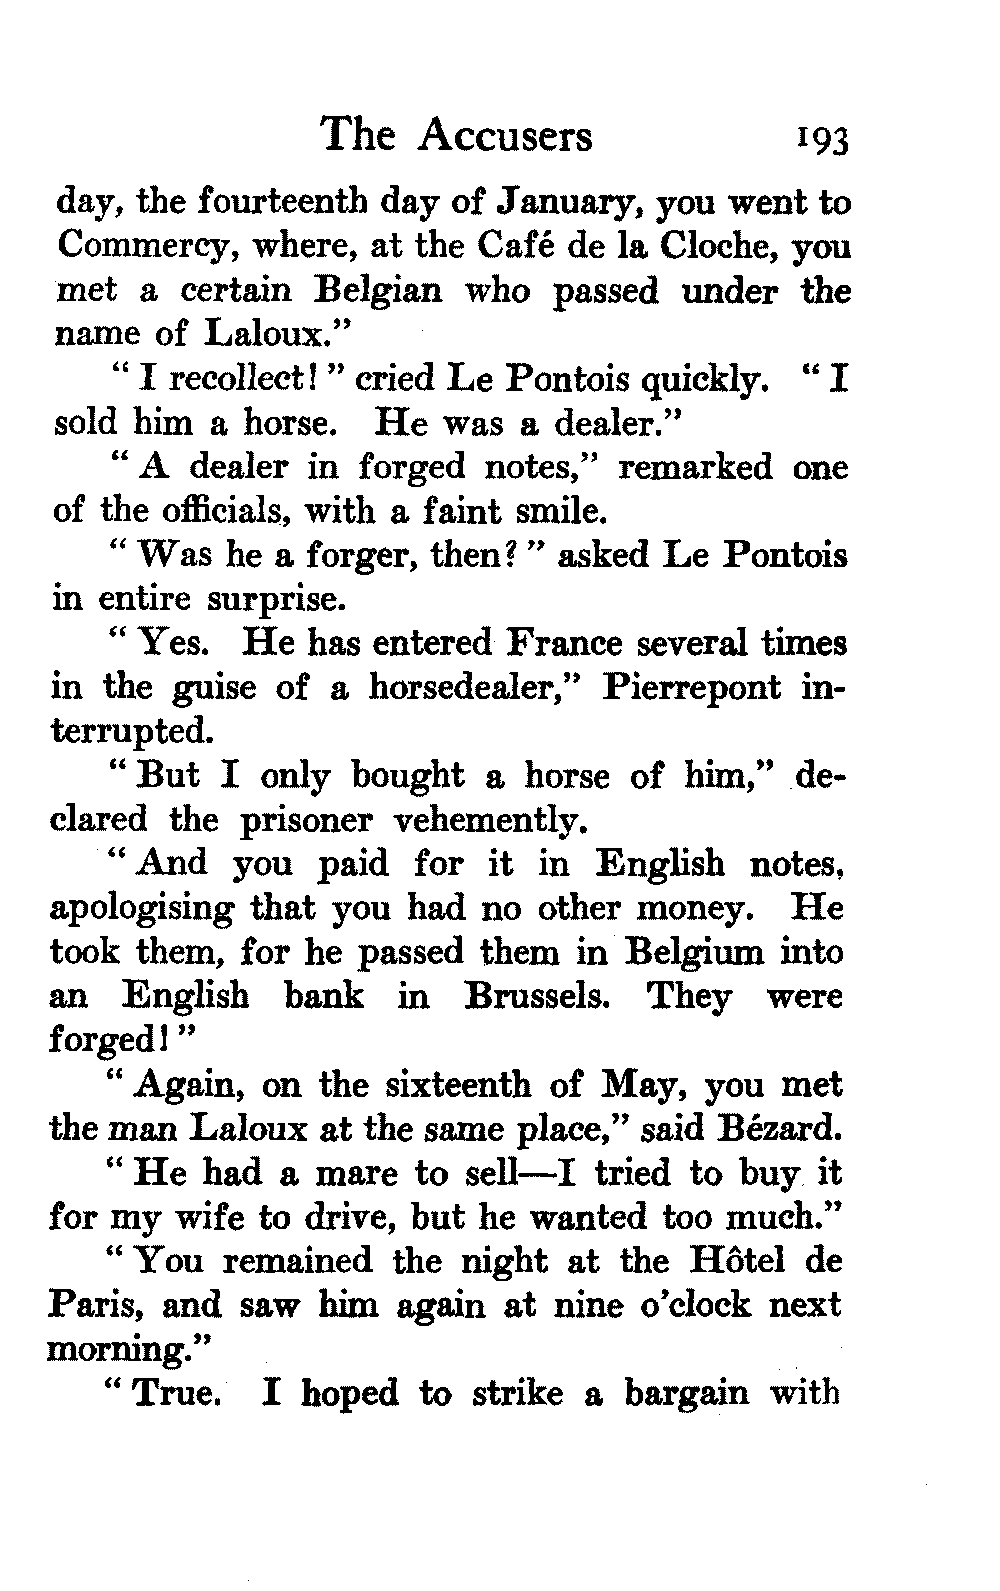 The Accusers 193
day, the fourteenth day of January, you went to
Commercy, where, at the Café de la Cloche, you
met a certain Belgian who passed under the
name of Laloux."
" I recollect! " cried Le Pontois quickly. " I
sold him a horse. He was a dealer."
" A dealer in forged notes," remarked one
of the officials, with a faint smile.
" Was he a forger, then? " asked Le Pontois
in entire surprise.
" Yes. He has entered France several times
in the guise of a horsedealer," Pierrepont in-
terrupted.
" But I only bought a horse of him," de-
clared the prisoner vehemently.
" And you paid for it in English notes,
apologising that you had no other money. He
took them, for he passed them in Belgium into
an English bank in Brussels. They were
forged! "
" Again, on the sixteenth of May, you met
the man Laloux at the same place," said Bézard.
" He had a mare to sell—I tried to buy it
for my wife to drive, but he wanted too much."
" You remained the night at the Hôtel de
Paris, and saw him again at nine o'clock next
morning."
" True. I hoped to strike a bargain with